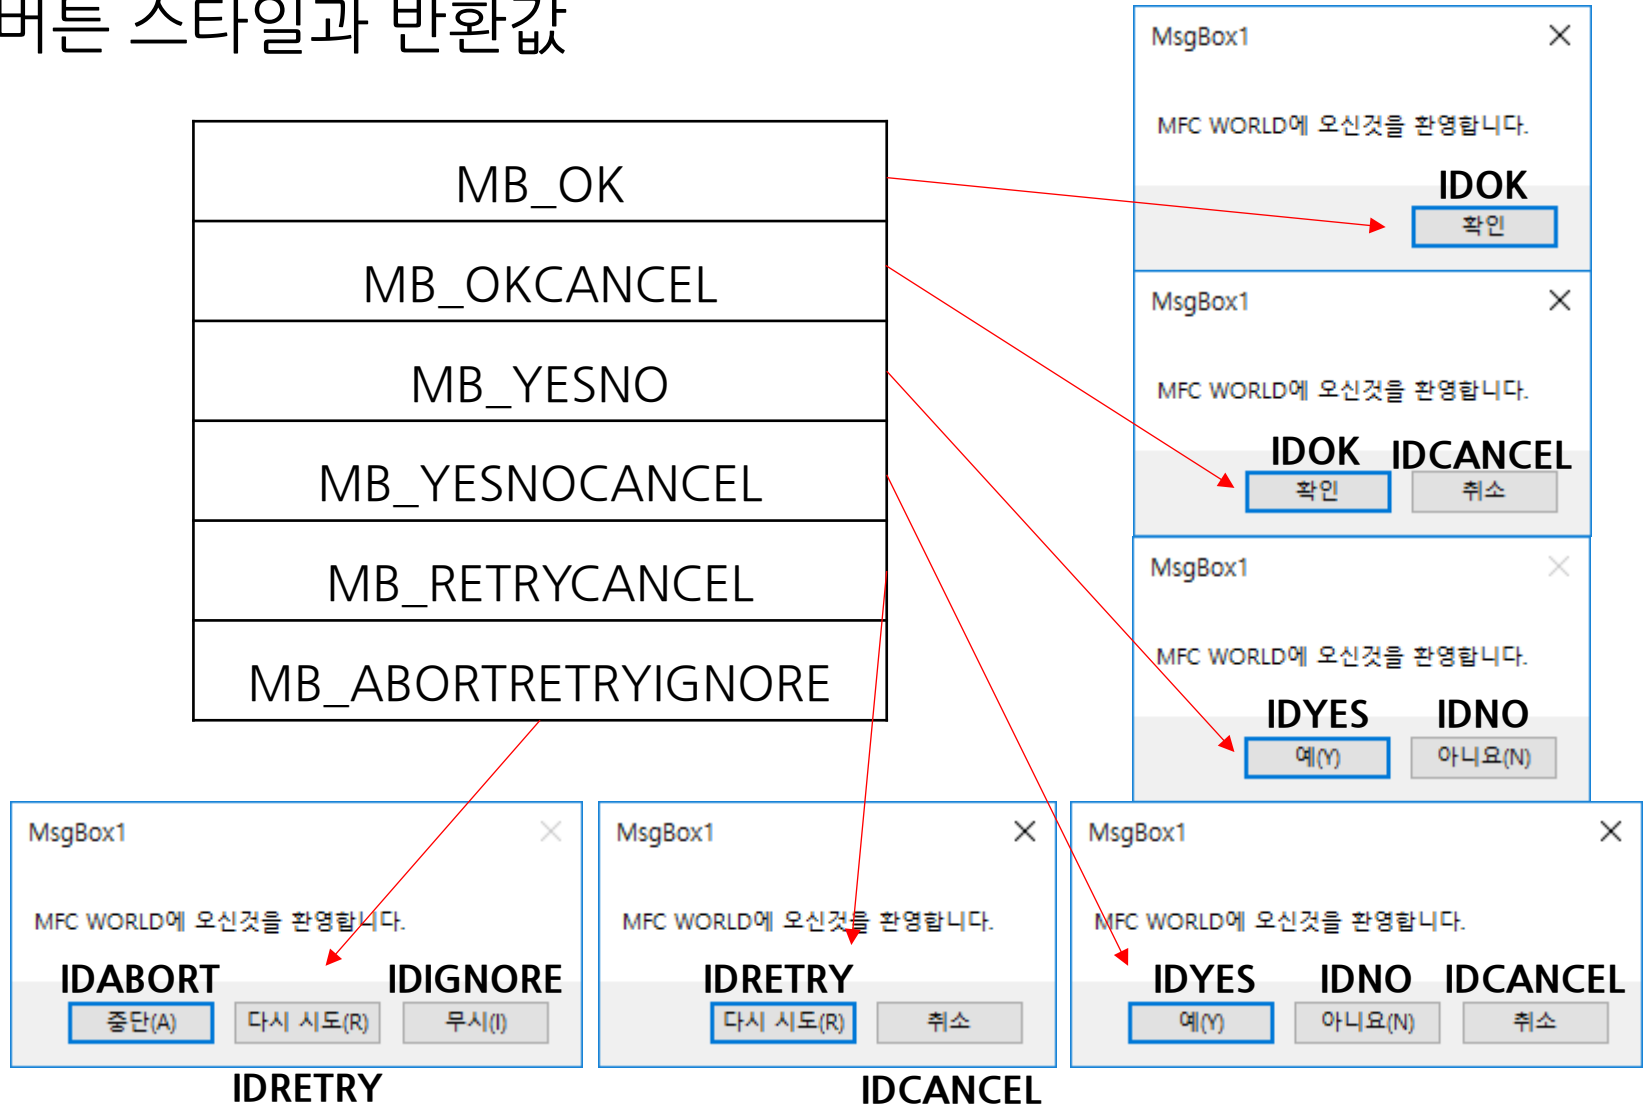 버튼 스타일과 반환값
MB_OK
MB_OKCANCEL
MB_YESNO
MB_YESNOCANCEL
MB_RETRYCANCEL
MB_ABORTRETRYIGNORE
MsgBox1
MFC WORLD에 오신것을 환영합니다.
IDOK
확인
MsgBox1
MFC WORLD에 오신것을 환영합니다.
IDOK IDCANCEL
확인 취소
MsgBox1
MFC WORLD에 오신것을 환영합니다.
IDYES IDNO
예(Y) 아니요(N)
MsgBox1
MFC WORLD에 오신것을 환영합니다.
IDABORT IDIGNORE
중단(A) 다시 시도(R) 무시(I)
IDRETRY
MsgBox1
MFC WORLD에 오신것을 환영합니다.
IDRETRY
다시 시도(R) 취소
IDCANCEL
MsgBox1
MFC WORLD에 오신것을 환영합니다.
IDYES IDNO IDCANCEL
예(Y) 아니요(N) 취소